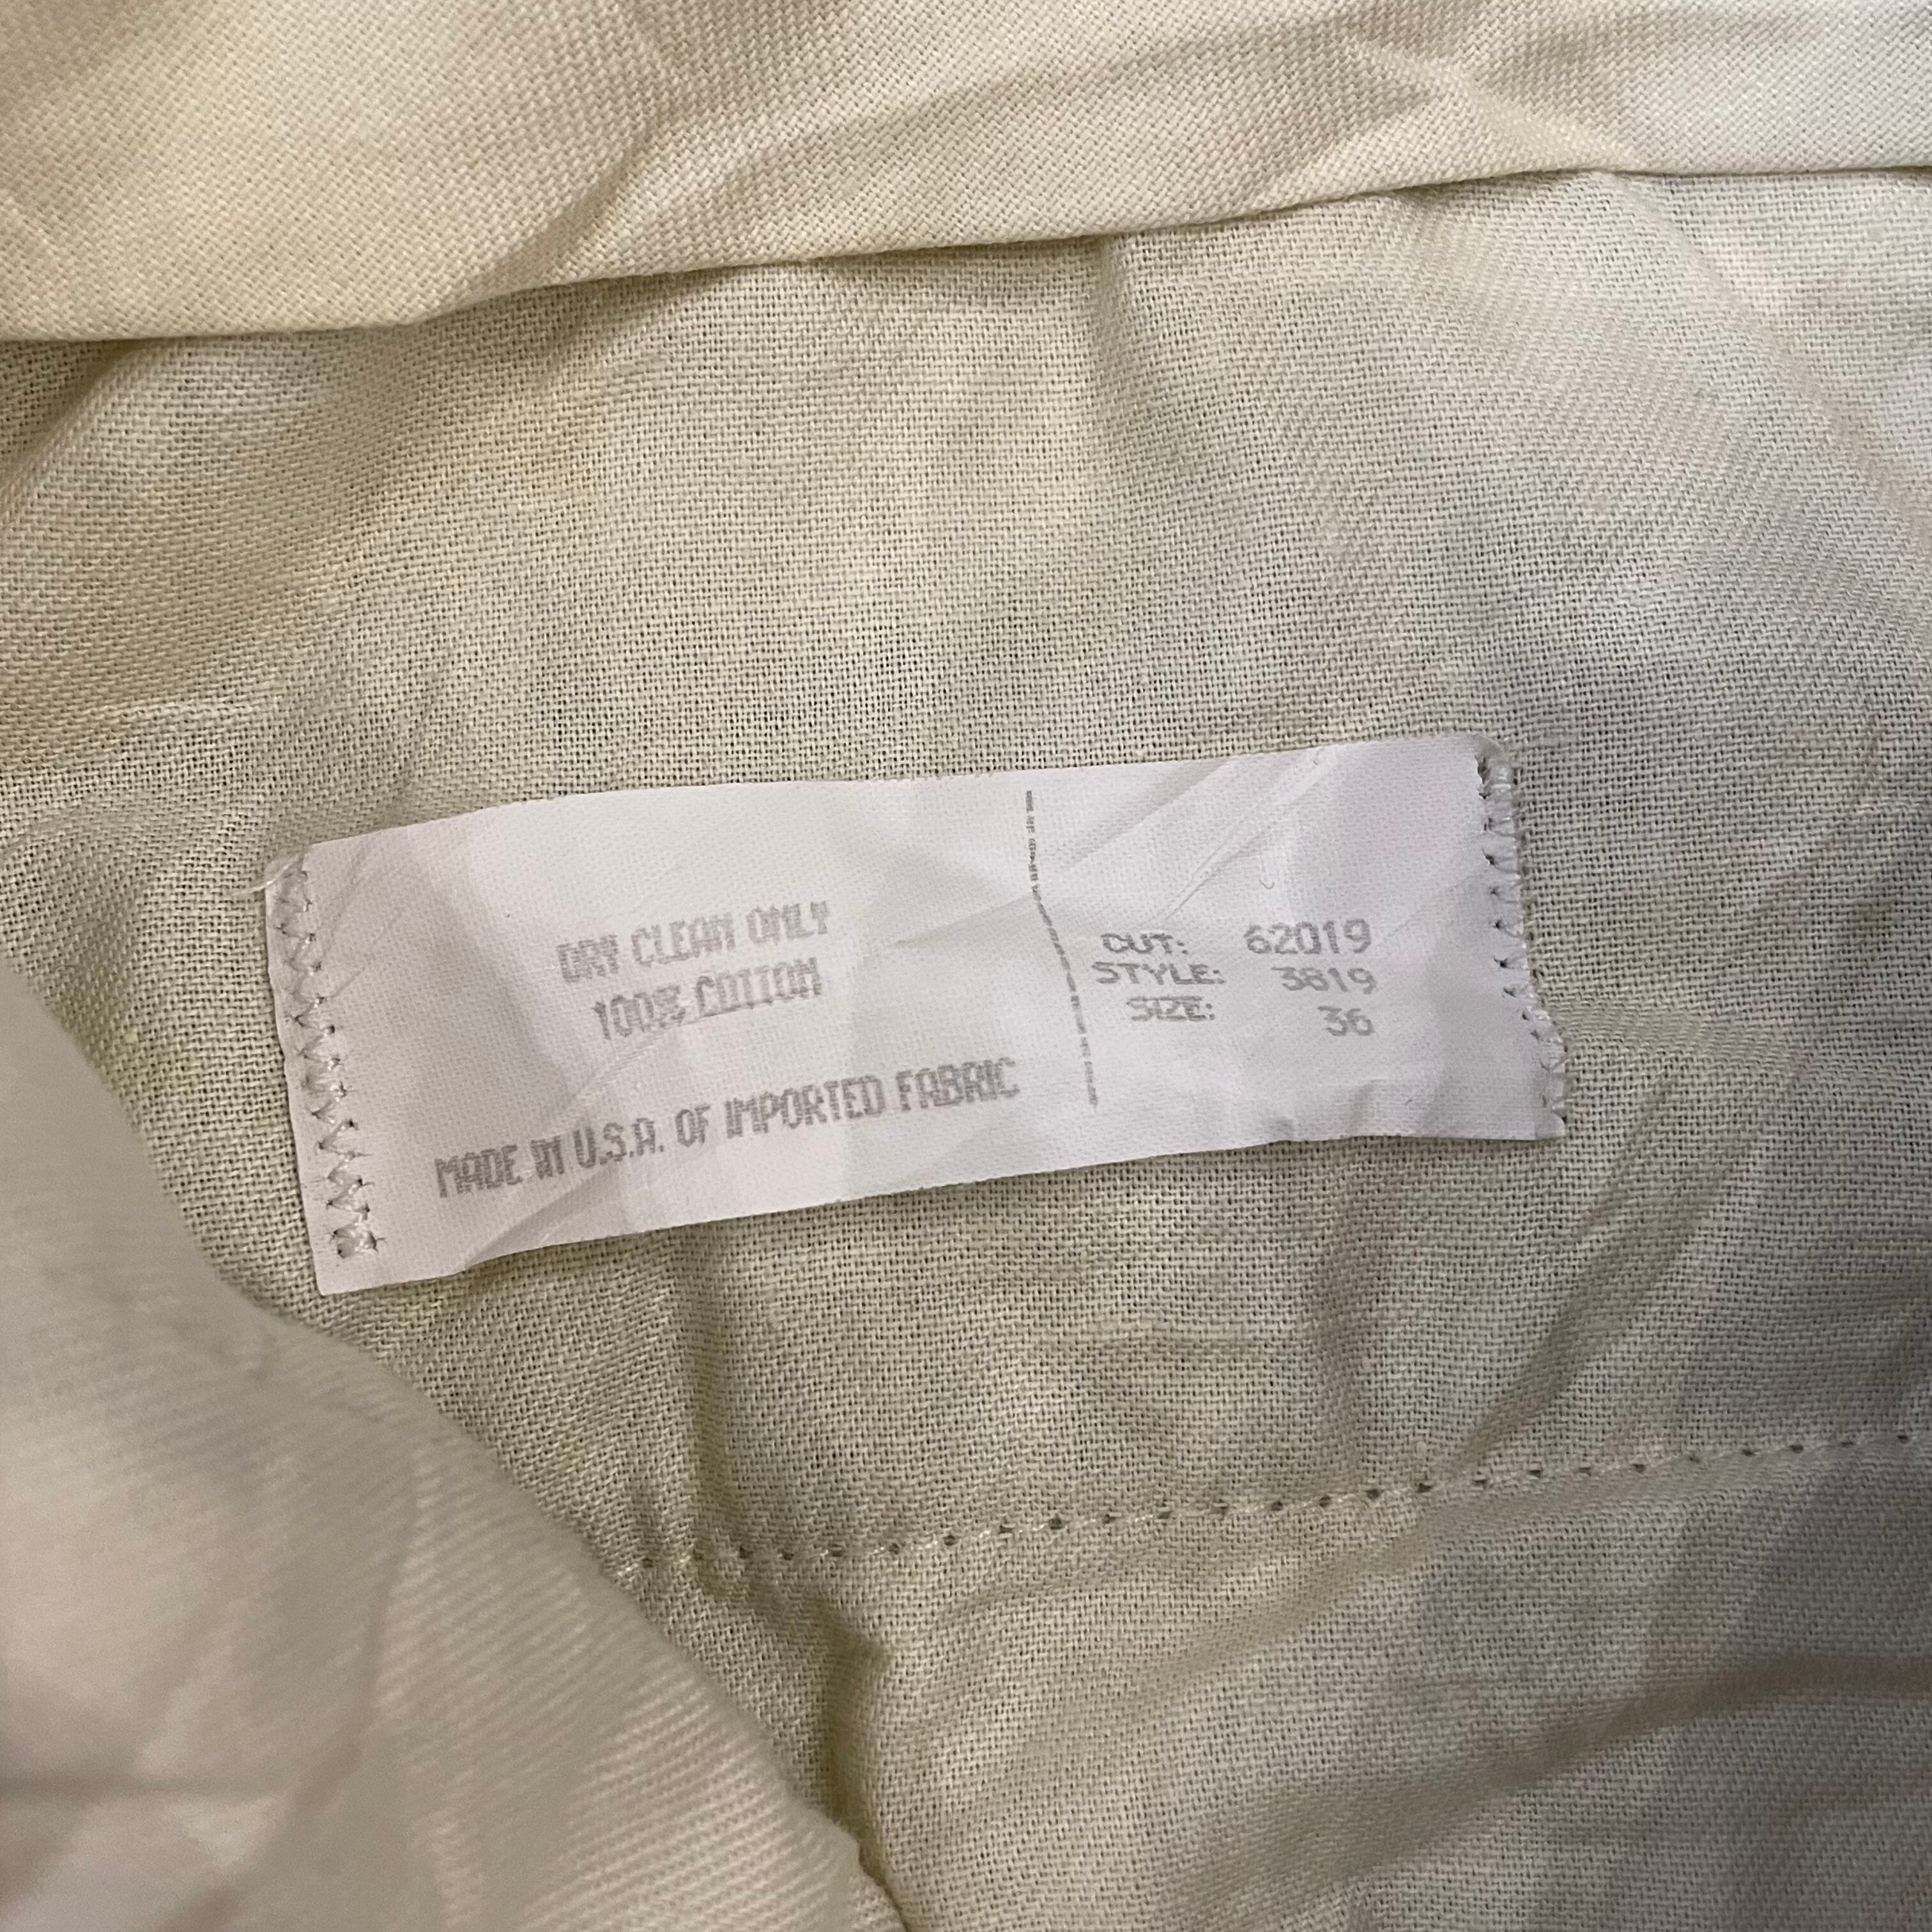 DRY CLEAN ONLY
100% COTTON
MADE IN U.S.A. OF IMPORTED FABRIC
CUT: 62019
STYLE: 3819
SIZE: 36